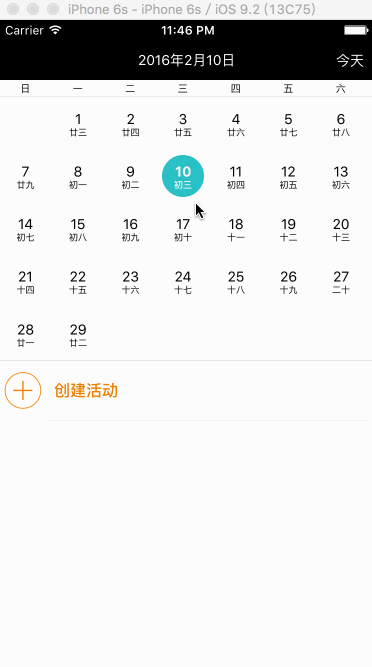 iPhone 6s - iPhone 6s / iOS 9.2 (13C75)
Carrier 11:46 PM
2016年2月10日 今天
日 一 二 三 四 五 六
1 2 3 4 5 6
廿三 廿四 廿五 廿六 廿七 廿八
7 8 9 10 11 12 13
廿九 初一 初二 初三 初四 初五 初六
14 15 16 17 18 19 20
初七 初八 初九 初十 十一 十二 十三
21 22 23 24 25 26 27
十四 十五 十六 十七 十八 十九 二十
28 29
廿一 廿二
创建活动